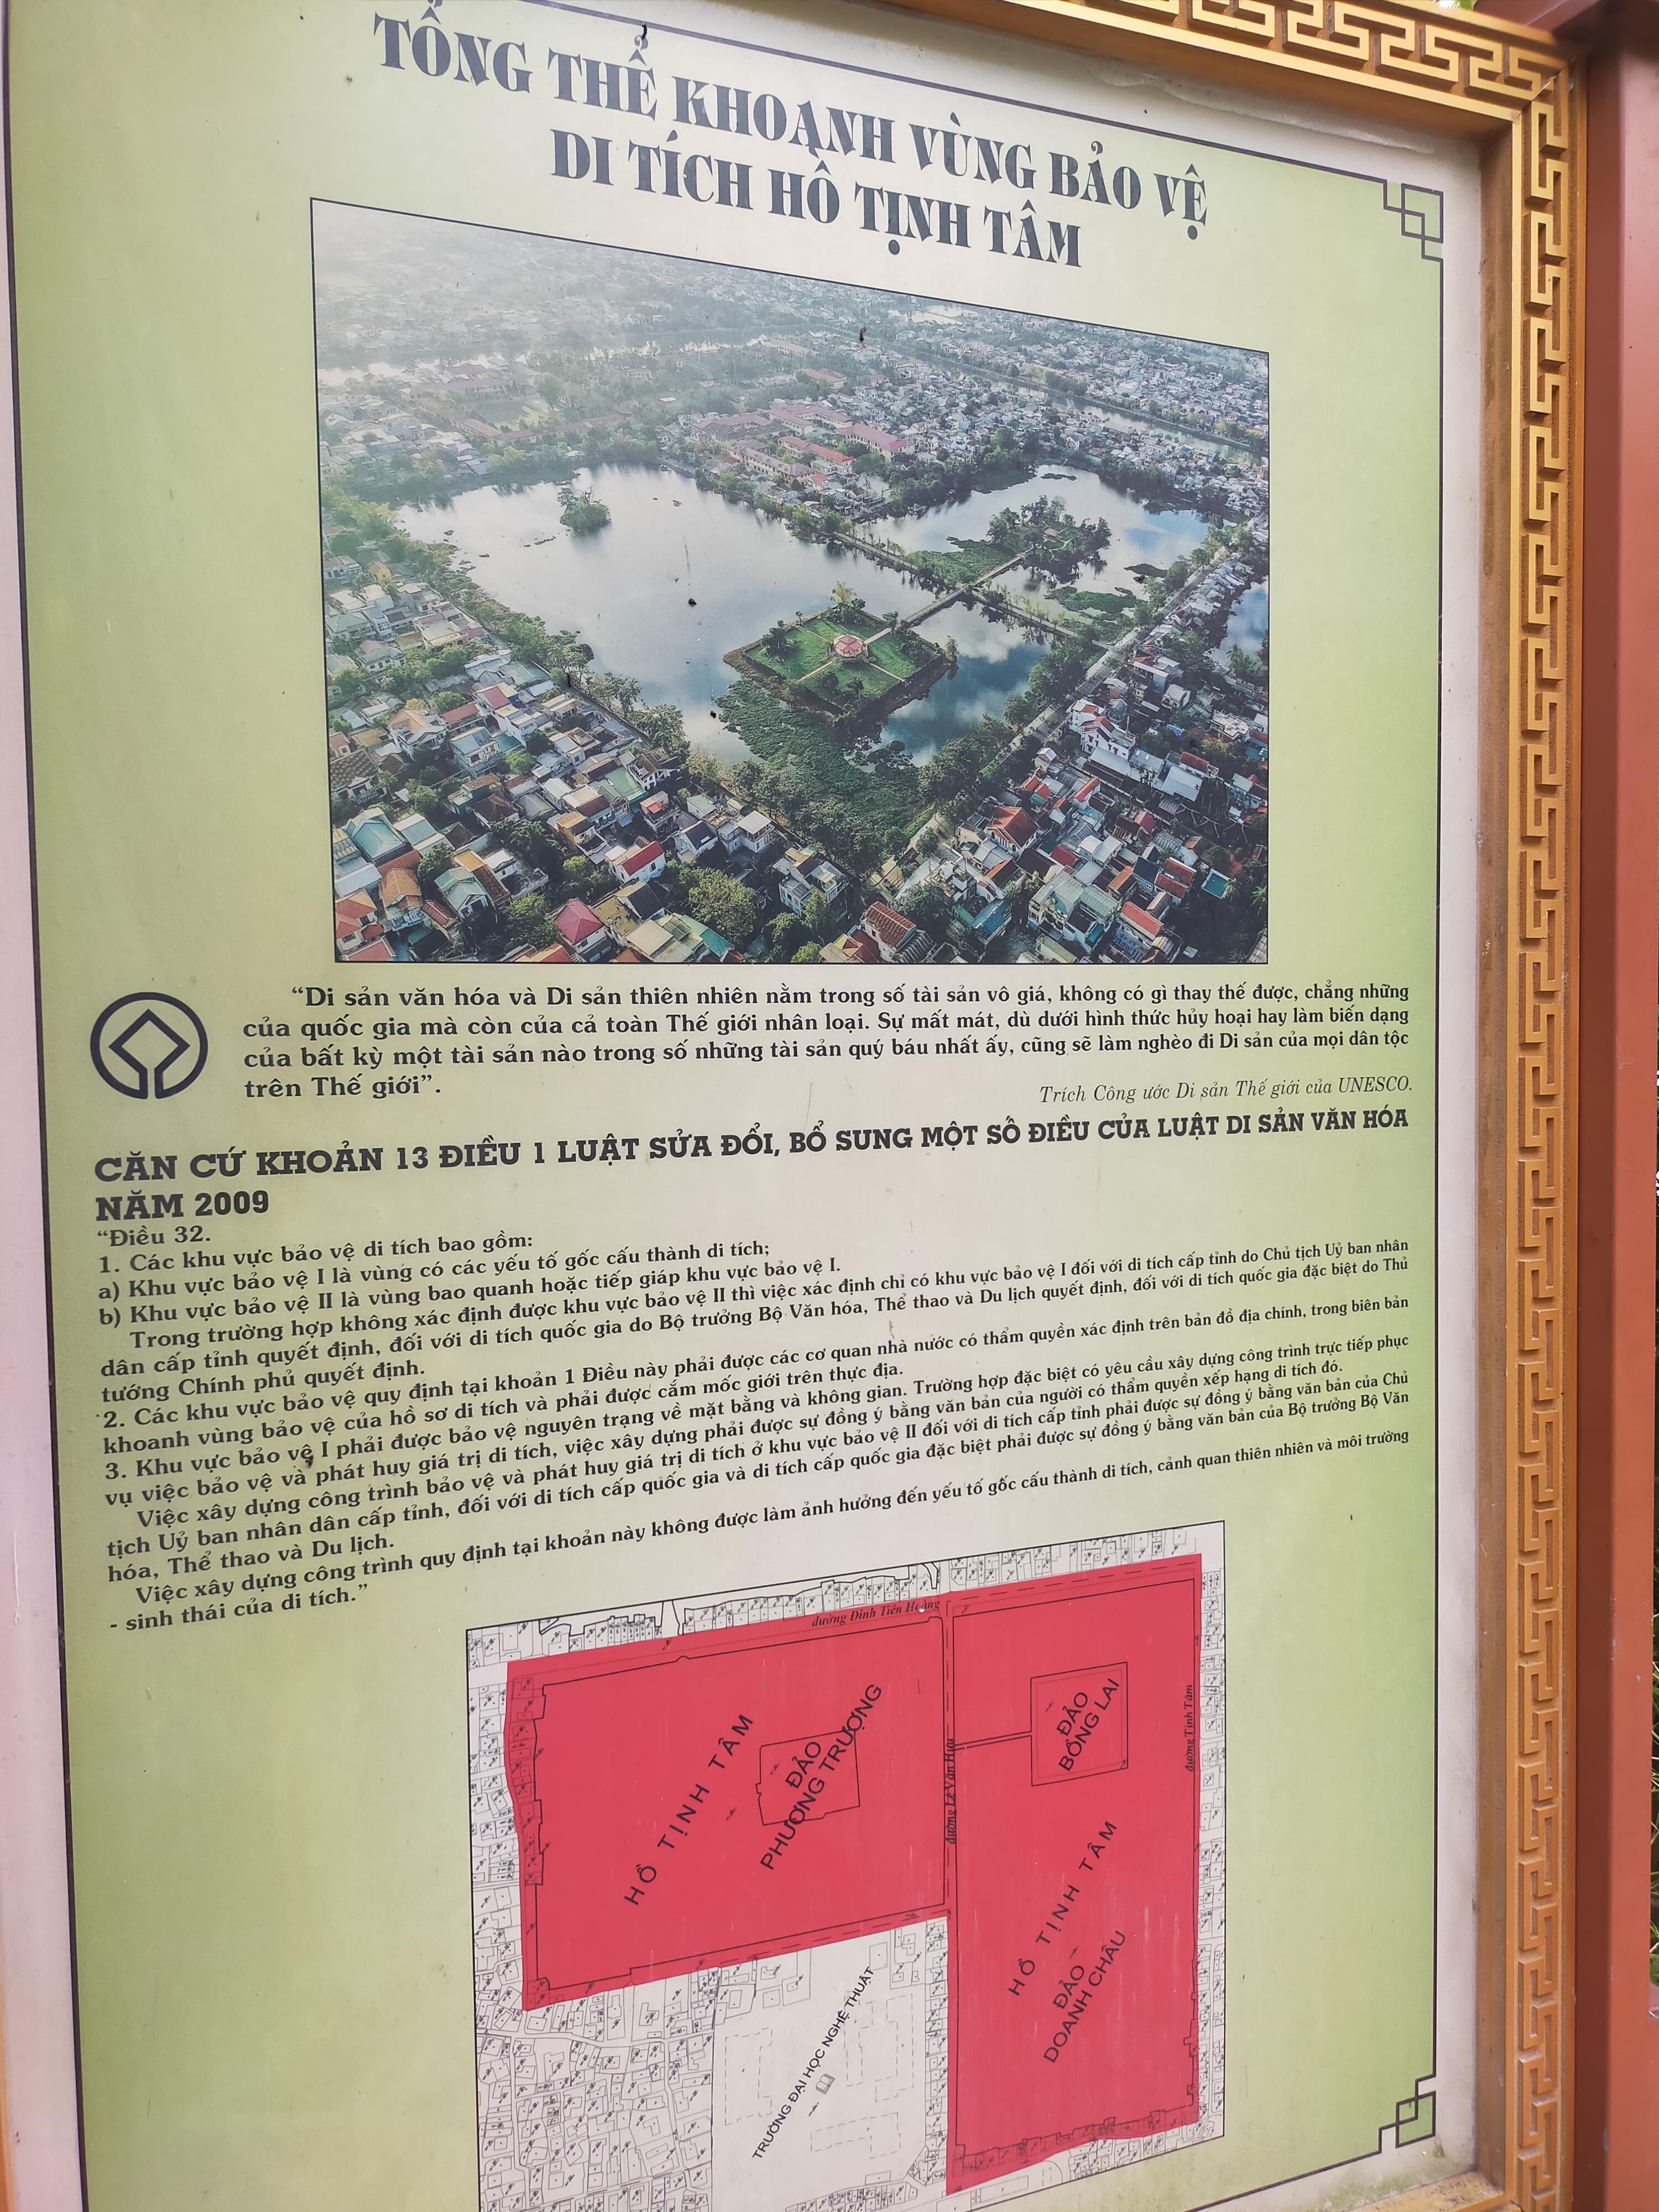 TỔNG THỂ KHOANH VÙNG BẢO VỆ
DI TÍCH HỒ TỊNH TÂM
“Di sản văn hóa và Di sản thiên nhiên nằm trong số tài sản vô giá, không có gì thay thế được, chẳng những
của quốc gia mà còn của cả toàn Thế giới nhân loại. Sự mất mát, dù dưới hình thức hủy hoại hay làm biến dạng
của bất kỳ một tài sản nào trong số những tài sản quý báu nhất ấy, cũng sẽ làm nghèo đi Di sản của mọi dân tộc
trên Thế giới”.
Trích Công ước Di sản Thế giới của UNESCO.
CĂN CỨ KHOẢN 13 ĐIỀU 1 LUẬT SỬA ĐỔI, BỔ SUNG MỘT SỐ ĐIỀU CỦA LUẬT DI SẢN VĂN HÓA
NĂM 2009
“Điều 32.
1. Các khu vực bảo vệ di tích bao gồm:
a) Khu vực bảo vệ I là vùng có các yếu tố gốc cấu thành di tích;
b) Khu vực bảo vệ II là vùng bao quanh hoặc tiếp giáp khu vực bảo vệ I.
Trong trường hợp không xác định được khu vực bảo vệ II thì việc xác định chỉ có khu vực bảo vệ I đối với di tích cấp tỉnh do Chủ tịch Uỷ ban nhân
dân cấp tỉnh quyết định, đối với di tích quốc gia do Bộ trưởng Bộ Văn hóa, Thể thao và Du lịch quyết định, đối với di tích quốc gia đặc biệt do Thủ
tướng Chính phủ quyết định.
2. Các khu vực bảo vệ quy định tại khoản 1 Điều này phải được các cơ quan nhà nước có thẩm quyền xác định trên bản đồ địa chính, trong biên bản
khoanh vùng bảo vệ của hồ sơ di tích và phải được cắm mốc giới trên thực địa.
3. Khu vực bảo vệ I phải được bảo vệ nguyên trạng về mặt bằng và không gian. Trường hợp đặc biệt có yêu cầu xây dựng công trình trực tiếp phục
vụ việc bảo vệ và phát huy giá trị di tích, việc xây dựng phải được sự đồng ý bằng văn bản của người có thẩm quyền xếp hạng di tích đó.
Việc xây dựng công trình bảo vệ và phát huy giá trị di tích ở khu vực bảo vệ II đối với di tích cấp tỉnh phải được sự đồng ý bằng văn bản của Chủ
tịch Uỷ ban nhân dân cấp tỉnh, đối với di tích cấp quốc gia và di tích cấp quốc gia đặc biệt phải được sự đồng ý bằng văn bản của Bộ trưởng Bộ Văn
hóa, Thể thao và Du lịch.
Việc xây dựng công trình quy định tại khoản này không được làm ảnh hưởng đến yếu tố gốc cấu thành di tích, cảnh quan thiên nhiên và môi trường
- sinh thái của di tích.”
đường Đinh Tiên Hoàng
HỒ TỊNH TÂM
ĐẢO
PHƯƠNG TRƯỢNG
ĐẢO
BỒNG LAI
đường Tịnh Tâm
đường Lê Văn Hưu
HỒ TỊNH TÂM
ĐẢO
DOANH CHÂU
TRƯỜNG ĐẠI HỌC NGHỆ THUẬT